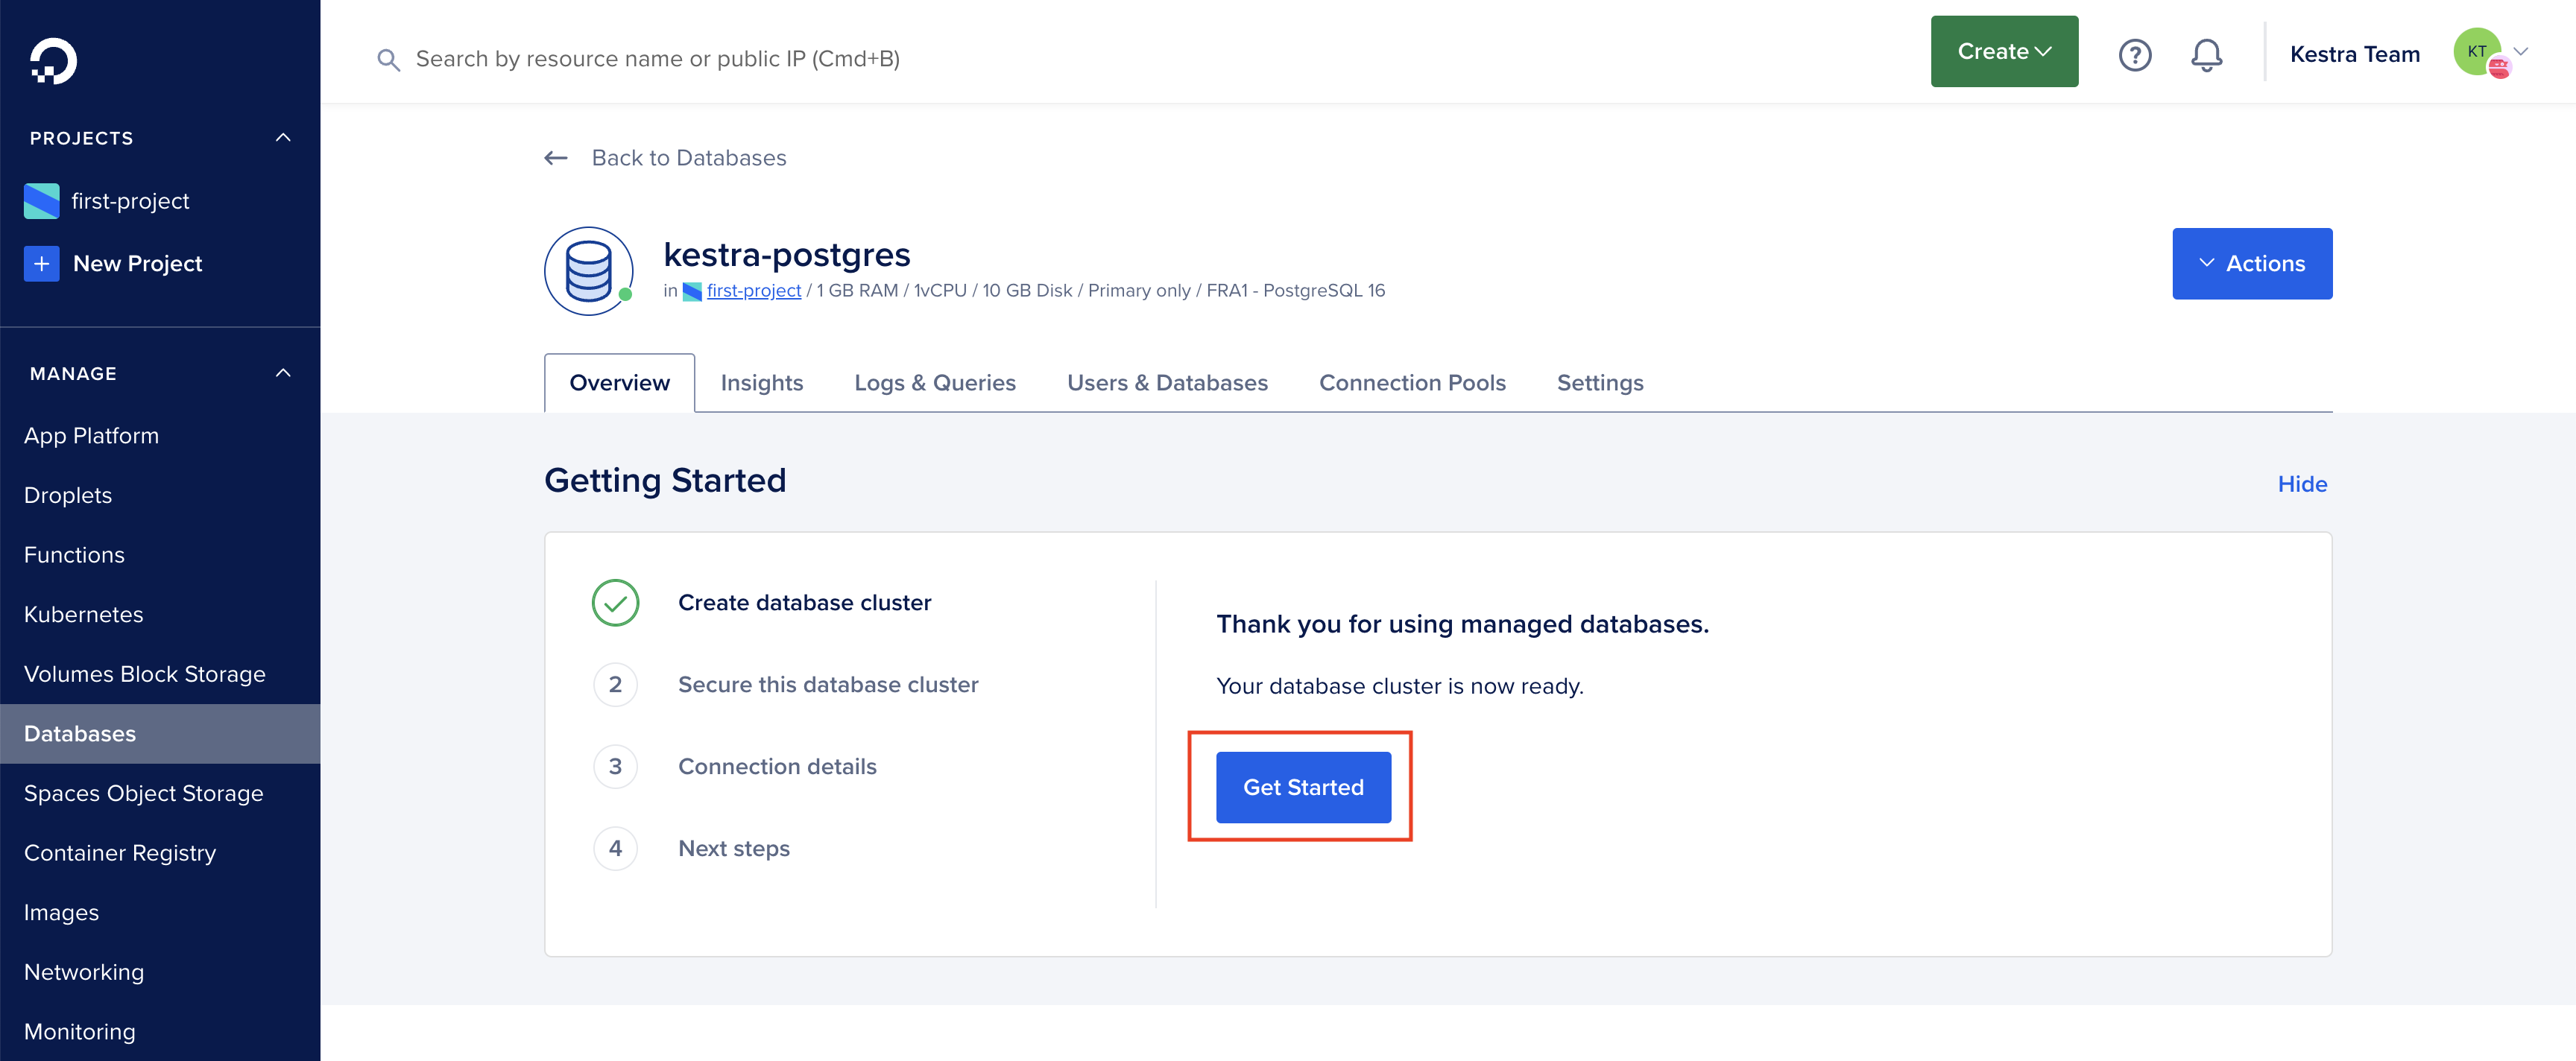 Search by resource name or public IP (Cmd+B)
Create
?
Kestra Team
KT
PROJECTS
first-project
+ New Project
MANAGE
App Platform
Droplets
Functions
Kubernetes
Volumes Block Storage
Databases
Spaces Object Storage
Container Registry
Images
Networking
Monitoring
← Back to Databases
kestra-postgres
in first-project / 1 GB RAM / 1vCPU / 10 GB Disk / Primary only / FRA1 - PostgreSQL 16
Actions
Overview Insights Logs & Queries Users & Databases Connection Pools Settings
Getting Started
Hide
Create database cluster
2 Secure this database cluster
3 Connection details
4 Next steps
Thank you for using managed databases.
Your database cluster is now ready.
Get Started